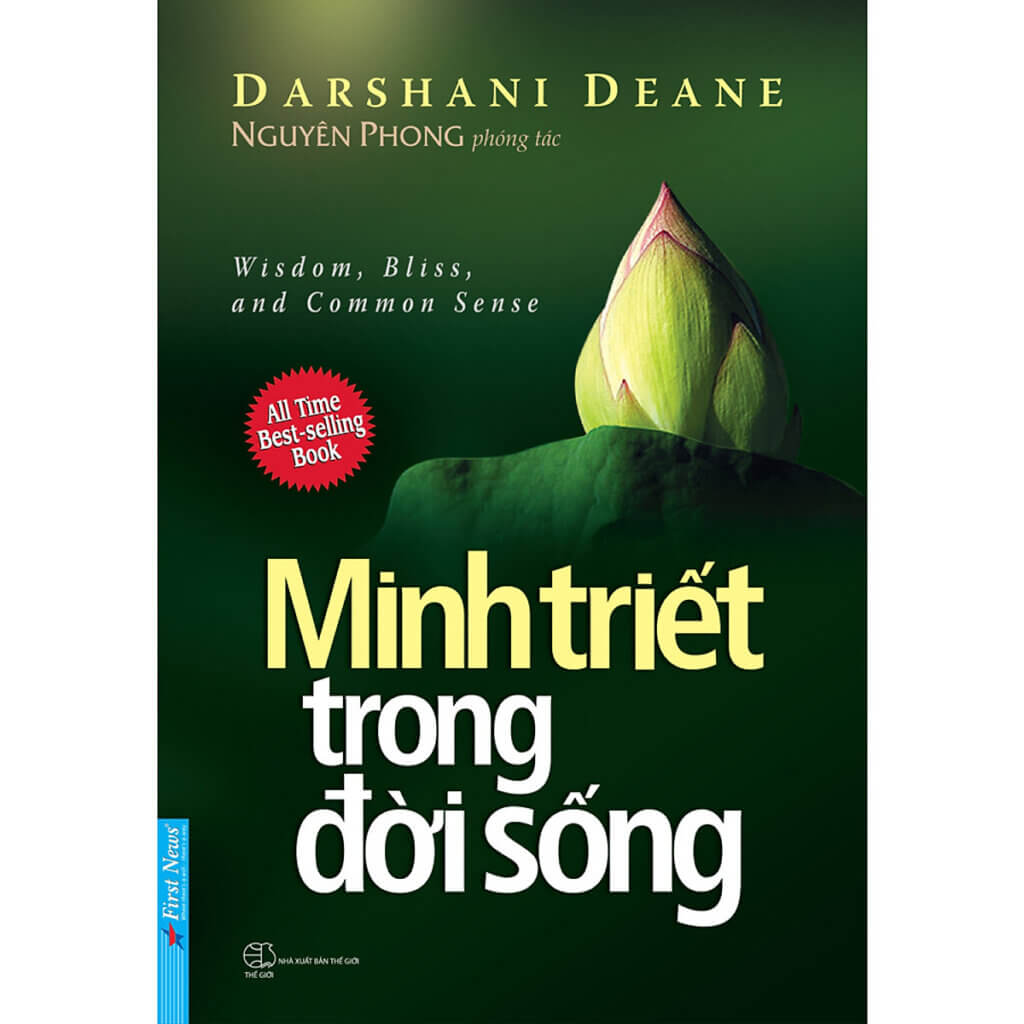 DARSHANI DEANE
NGUYÊN PHONG phóng tác
Wisdom, Bliss,
and Common Sense
All Time
Best-selling
Book
Minh triết
trong
đời sống
First News
NHÀ XUẤT BẢN THẾ GIỚI
THẾ GIỚI